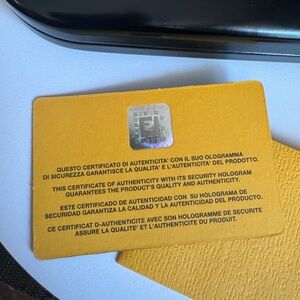 QUESTO CERTIFICATO DI AUTENTICITA' CON IL SUO OLOGRAMMA
DI SICUREZZA GARANTISCE LA QUALITA' E L'AUTENTICITA' DEL PRODOTTO.
THIS CERTIFICATE OF AUTHENTICITY WITH ITS SECURITY HOLOGRAM
GUARANTEES THE PRODUCT'S QUALITY AND AUTHENTICITY.
ESTE CERTIFICADO DE AUTENTICIDAD CON SU HOLOGRAMA DE
SECURIDAD GARANTIZA LA CALIDAD Y LA AUTENTICIDAD DEL PRODUCTO.
CE CERTIFICAT D-AUTHENTICITE AVEC SON HOLOGRAMME DE SECURITE
ASSURE LA QUALITE' ET L'AUTHENTICITE' DU PRODUIT.